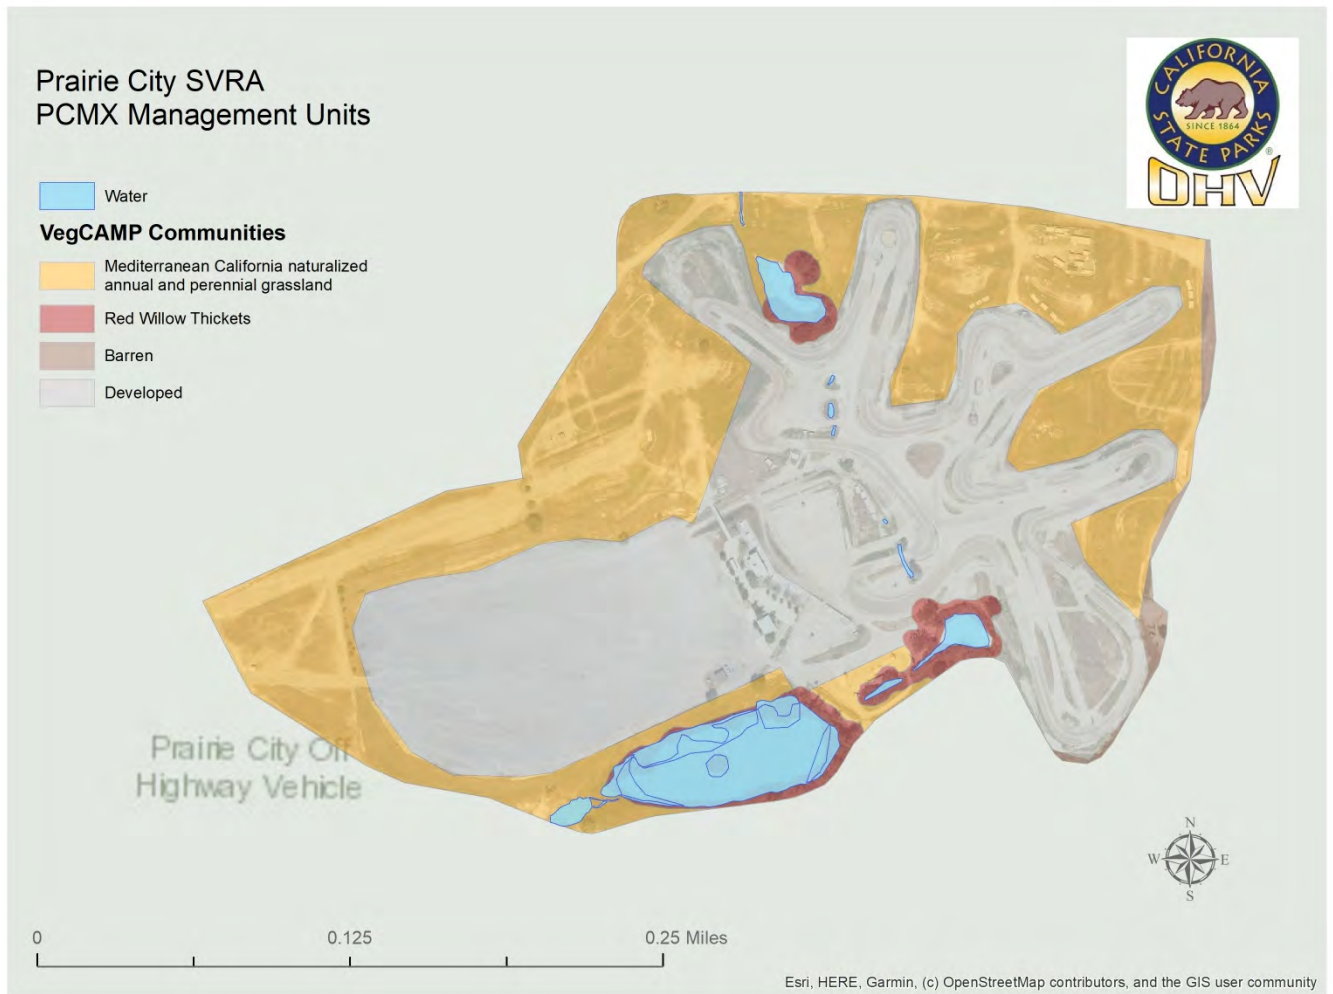 Prairie City SVRA
PCMX Management Units
Water
VegCAMP Communities
Mediterranean California naturalized
annual and perennial grassland
Red Willow Thickets
Barren
Developed
CALIFORNIA
STATE PARKS
SINCE 1864
®
OHV
Prairie City Off
Highway Vehicle
N
W E
S
0 0.125 0.25 Miles
Esri, HERE, Garmin, (c) OpenStreetMap contributors, and the GIS user community